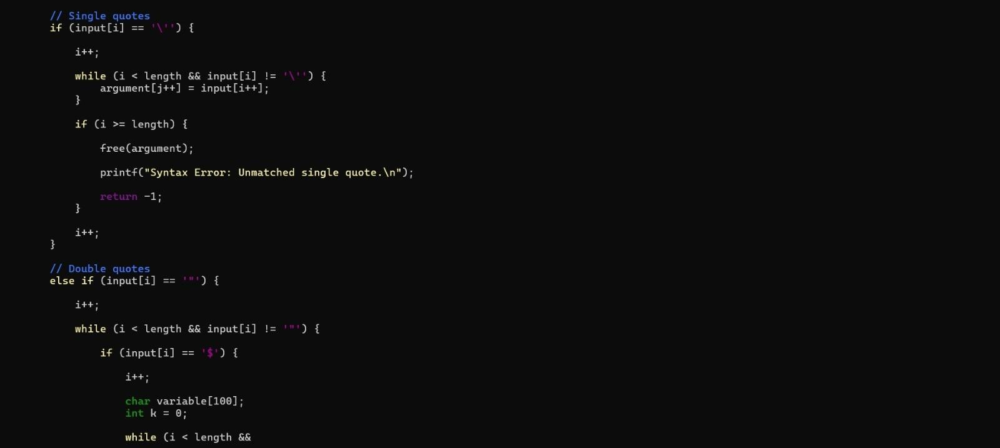 // Single quotes
if (input[i] == '\'') {
i++;
while (i < length && input[i] != '\'') {
argument[j++] = input[i++];
}
if (i >= length) {
free(argument);
printf("Syntax Error: Unmatched single quote.\n");
return -1;
}
i++;
}
// Double quotes
else if (input[i] == '"') {
i++;
while (i < length && input[i] != '"') {
if (input[i] == '$') {
i++;
char variable[100];
int k = 0;
while (i < length &&